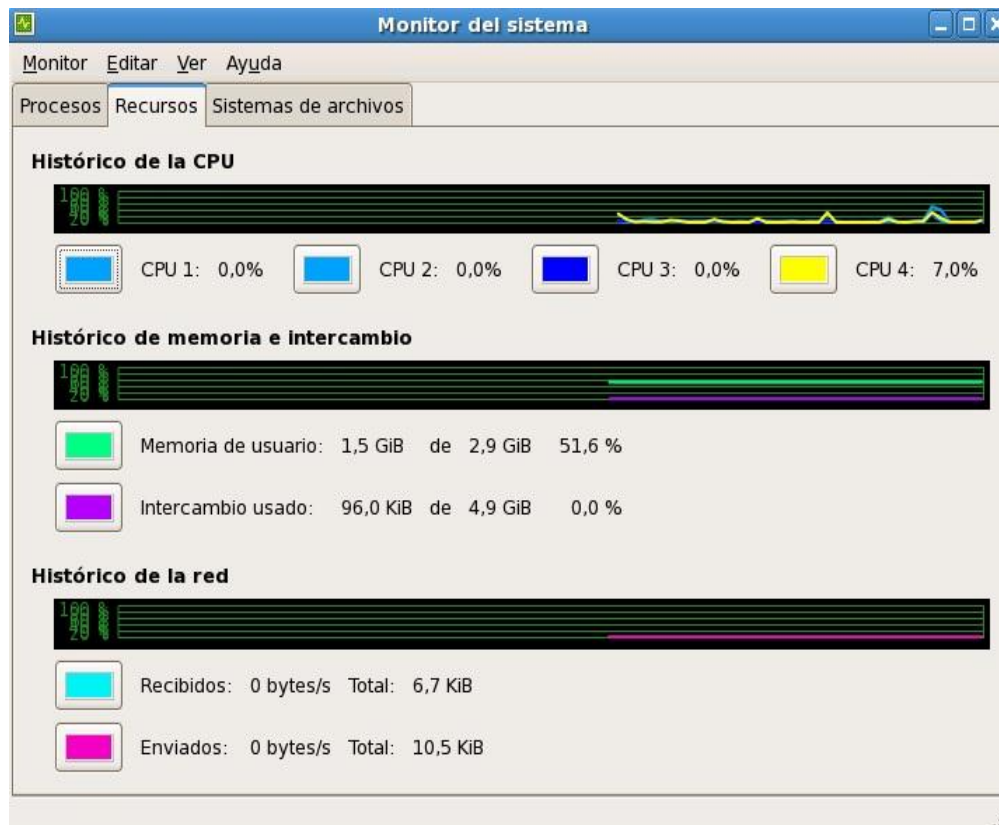 Monitor del sistema
Monitor Editar Ver Ayuda
Procesos Recursos Sistemas de archivos
Histórico de la CPU
CPU 1: 0,0% CPU 2: 0,0% CPU 3: 0,0% CPU 4: 7,0%
Histórico de memoria e intercambio
Memoria de usuario: 1,5 GiB de 2,9 GiB 51,6 %
Intercambio usado: 96,0 KiB de 4,9 GiB 0,0 %
Histórico de la red
Recibidos: 0 bytes/s Total: 6,7 KiB
Enviados: 0 bytes/s Total: 10,5 KiB